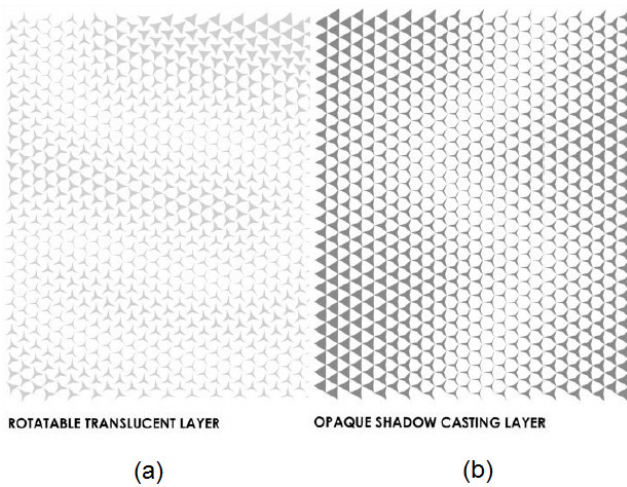 ROTATABLE TRANSLUCENT LAYER
OPAQUE SHADOW CASTING LAYER
(a)
(b)